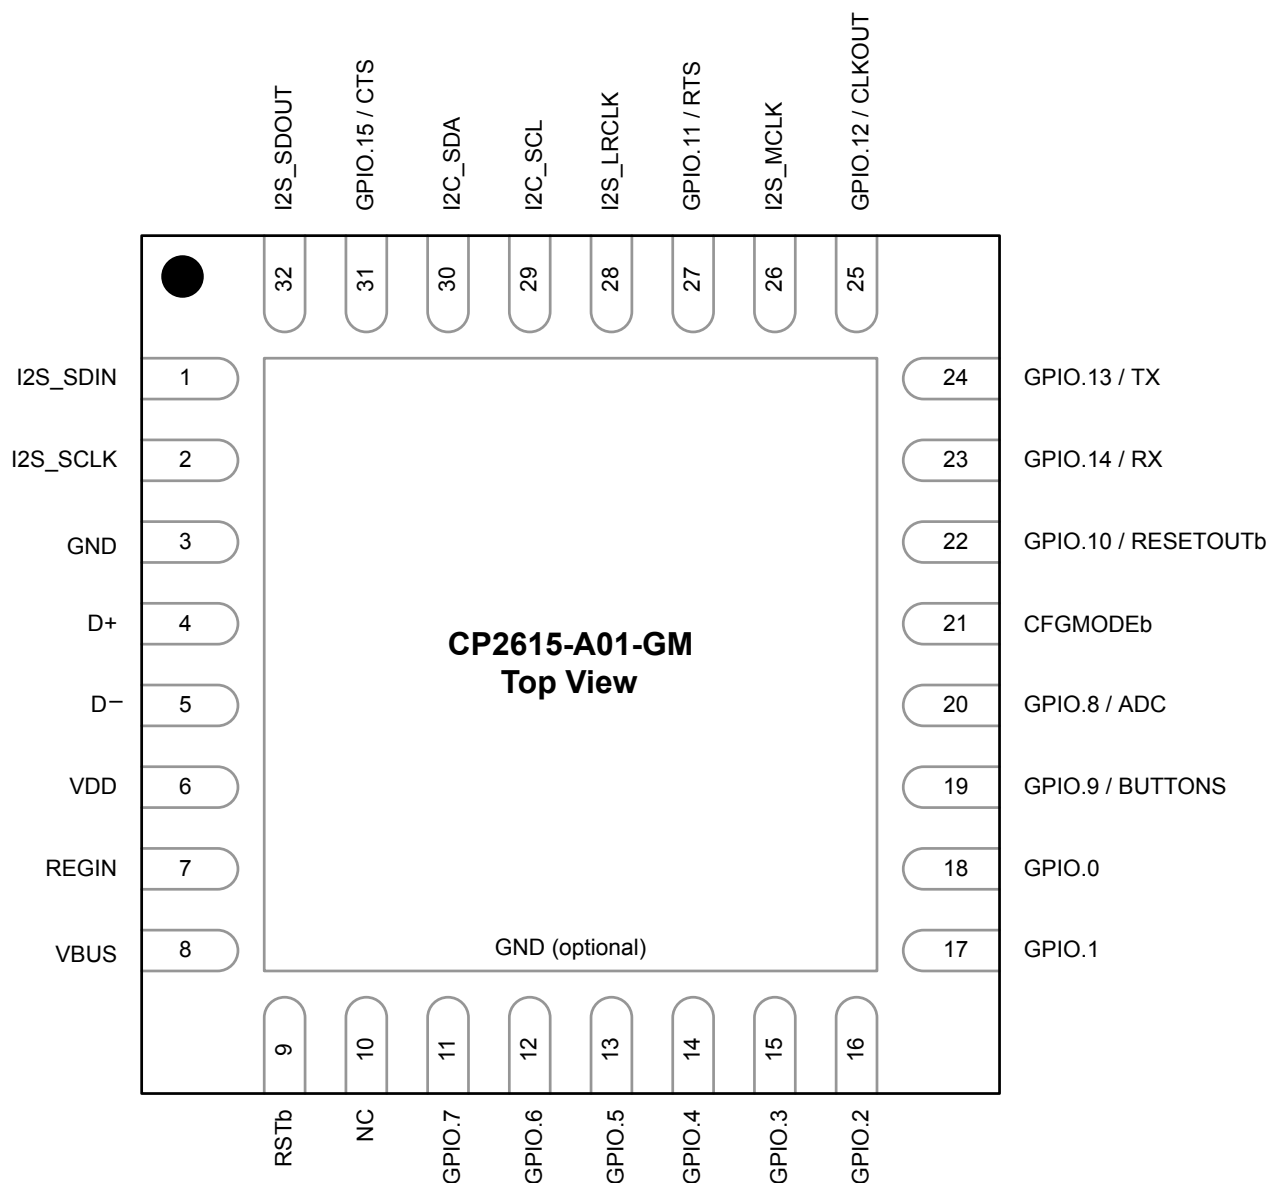 I2S_SDOUT
GPIO.15 / CTS
I2C_SDA
I2C_SCL
I2S_LRCLK
GPIO.11 / RTS
I2S_MCLK
GPIO.12 / CLKOUT
32
31
30
29
28
27
26
25
I2S_SDIN 1
I2S_SCLK 2
GND 3
D+ 4
D− 5
VDD 6
REGIN 7
VBUS 8
CP2615-A01-GM
Top View
GND (optional)
24 GPIO.13 / TX
23 GPIO.14 / RX
22 GPIO.10 / RESETOUTb
21 CFGMODEb
20 GPIO.8 / ADC
19 GPIO.9 / BUTTONS
18 GPIO.0
17 GPIO.1
9
10
11
12
13
14
15
16
RSTb
NC
GPIO.7
GPIO.6
GPIO.5
GPIO.4
GPIO.3
GPIO.2